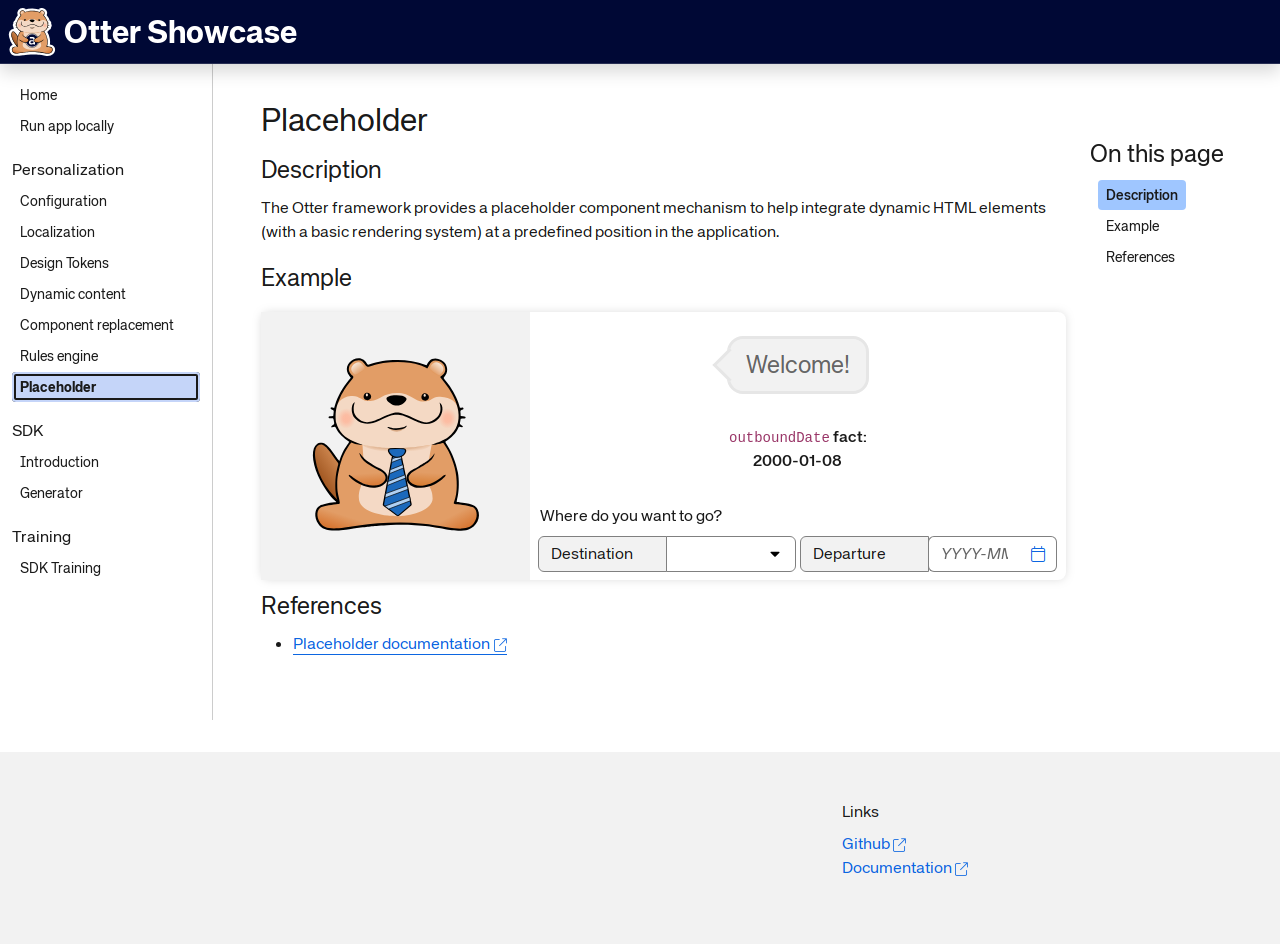 Otter Showcase
Home
Run app locally
Personalization
Configuration
Localization
Design Tokens
Dynamic content
Component replacement
Rules engine
Placeholder
SDK
Introduction
Generator
Training
SDK Training
Placeholder
Description
The Otter framework provides a placeholder component mechanism to help integrate dynamic HTML elements
(with a basic rendering system) at a predefined position in the application.
Example
Welcome!
outboundDate fact:
2000-01-08
Where do you want to go?
Destination
Departure
YYYY-MM
References
Placeholder documentation
On this page
Description
Example
References
Links
Github
Documentation